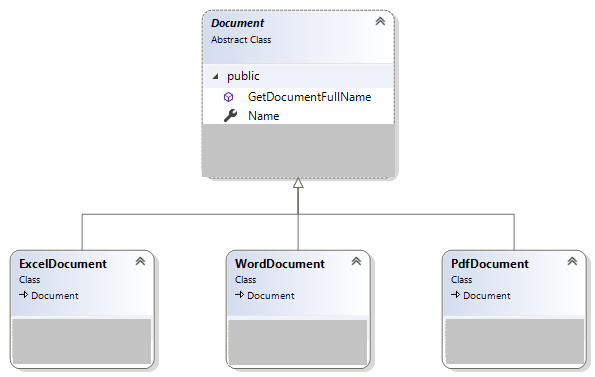 Document
Abstract Class
public
GetDocumentFullName
Name
ExcelDocument
Class
Document
WordDocument
Class
Document
PdfDocument
Class
Document